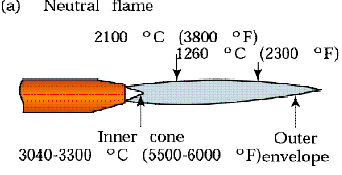 (a) Neutral flame
2100 °C (3800 °F)
1260 °C (2300 °F)
Inner cone
3040-3300 °C (5500-6000 °F)
Outer
envelope